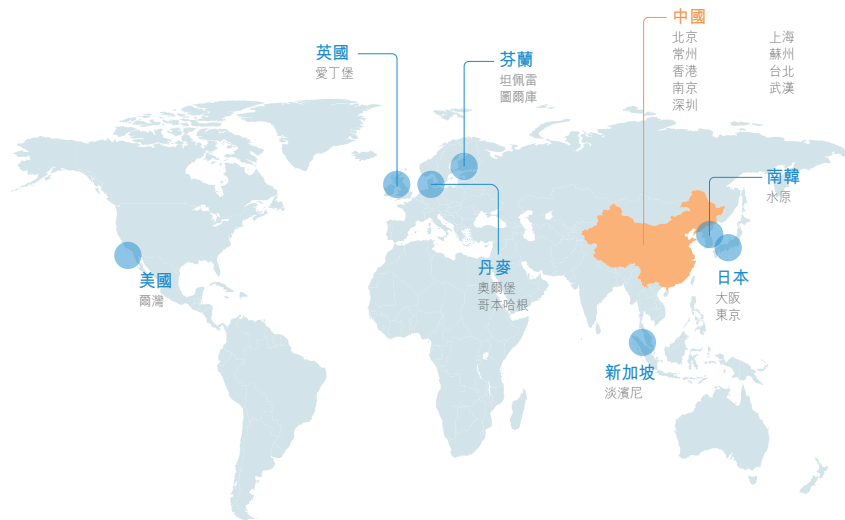 中國
北京
常州
香港
南京
深圳
上海
蘇州
台北
武漢
英國
愛丁堡
芬蘭
坦佩雷
圖爾庫
南韓
水原
丹麥
奧爾堡
哥本哈根
美國
爾灣
日本
大阪
東京
新加坡
淡濱尼